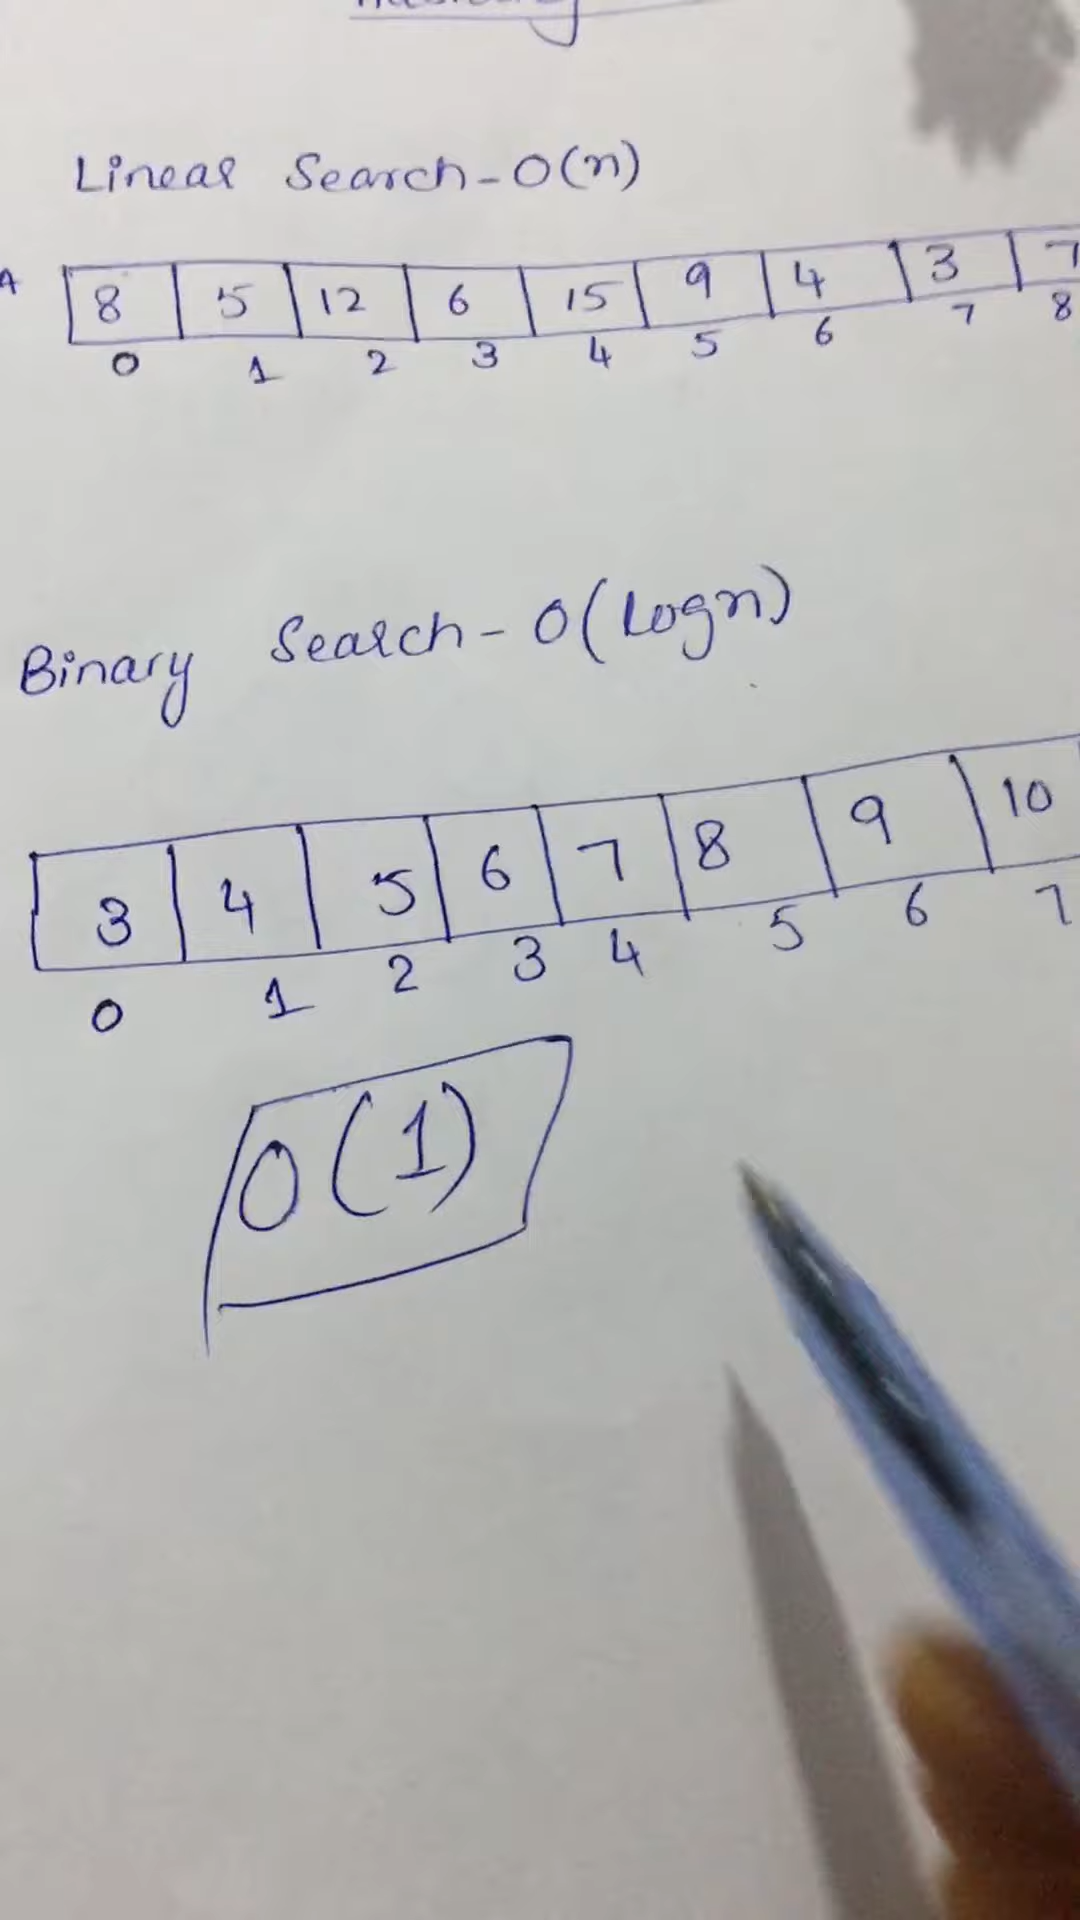 Linear Search - O(n)
A 8 5 12 6 15 9 4 3 7
0 1 2 3 4 5 6 7 8
Binary Search - O(logn)
3 4 5 6 7 8 9 10
0 1 2 3 4 5 6 7
O(1)